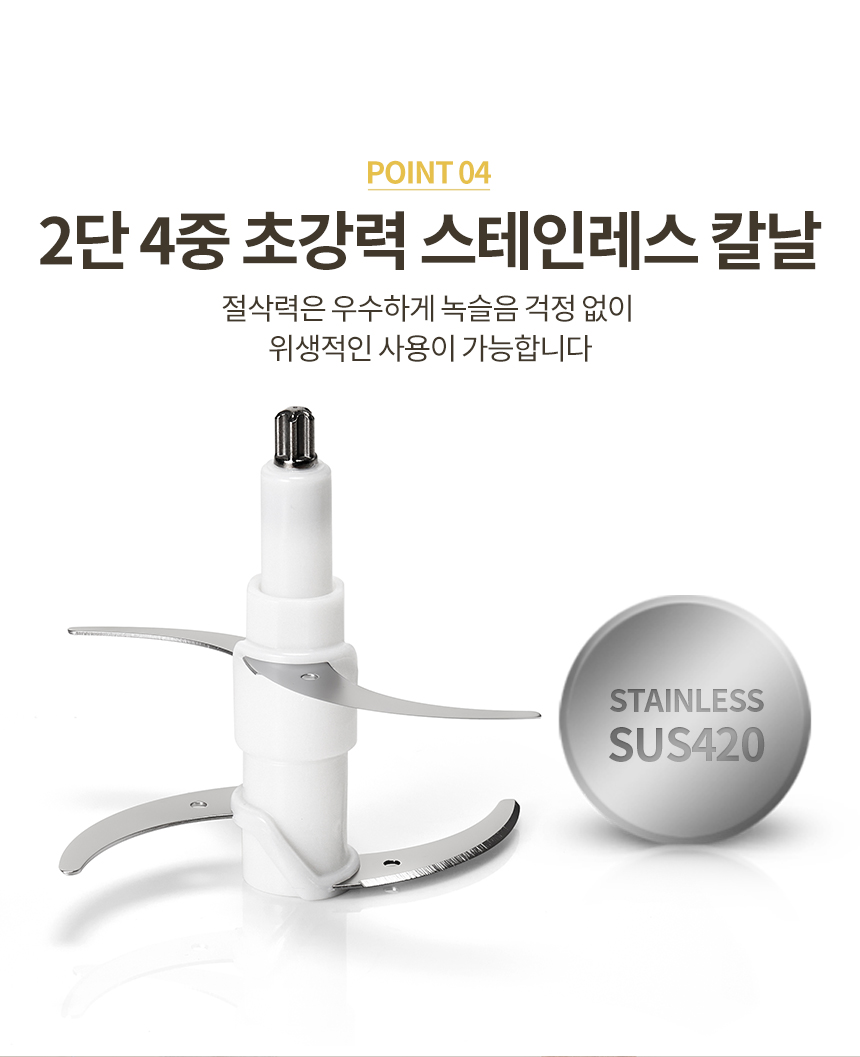 POINT 04
2단 4중 초강력 스테인레스 칼날
절삭력은 우수하게 녹슬음 걱정 없이
위생적인 사용이 가능합니다
STAINLESS
SUS420